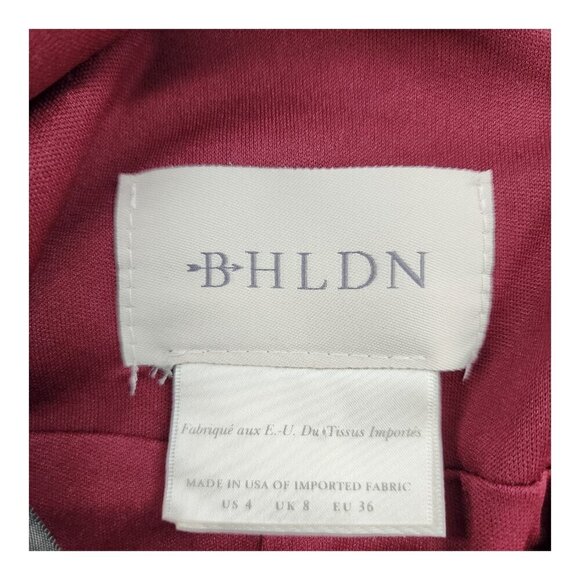 BHLDN
Fabriqué aux E.-U. Du Tissus Importés
MADE IN USA OF IMPORTED FABRIC
US 4 UK 8 EU 36